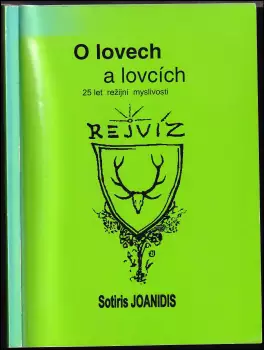 O lovech
a lovcích
25 let režijní myslivosti
REJVÍZ
Sotiris JOANIDIS